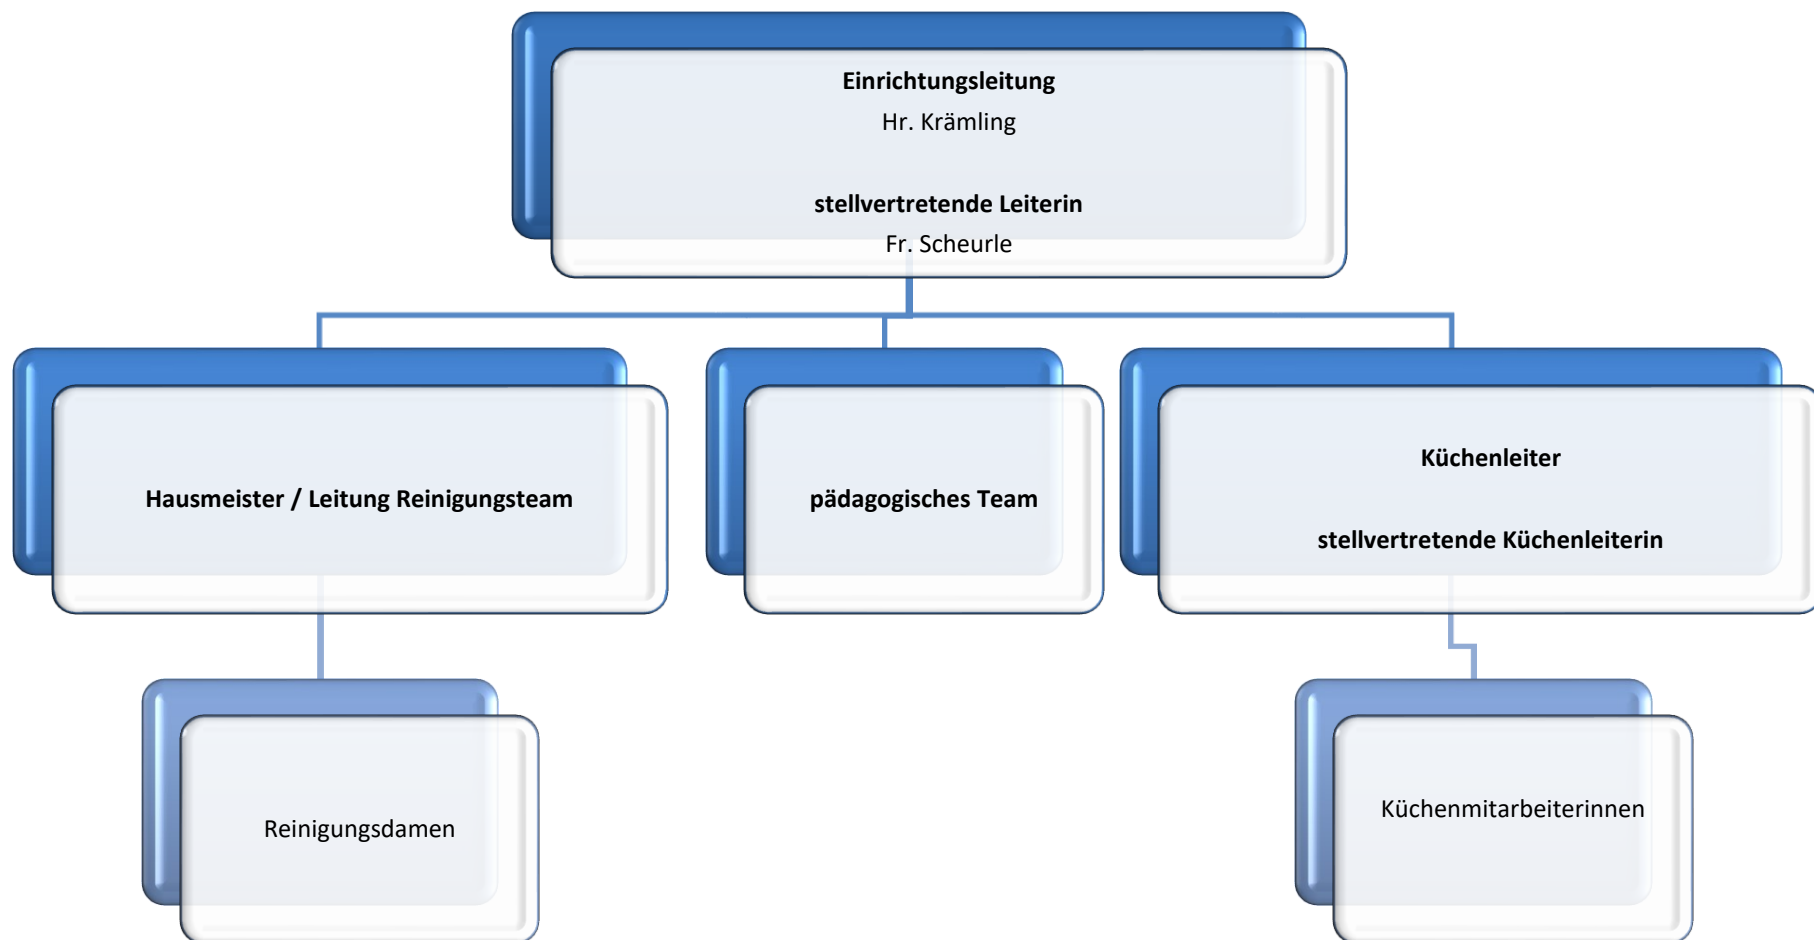 Einrichtungsleitung
Hr. Krämling
stellvertretende Leiterin
Fr. Scheurle
Hausmeister / Leitung Reinigungsteam
pädagogisches Team
Küchenleiter
stellvertretende Küchenleiterin
Reinigungsdamen
Küchenmitarbeiterinnen